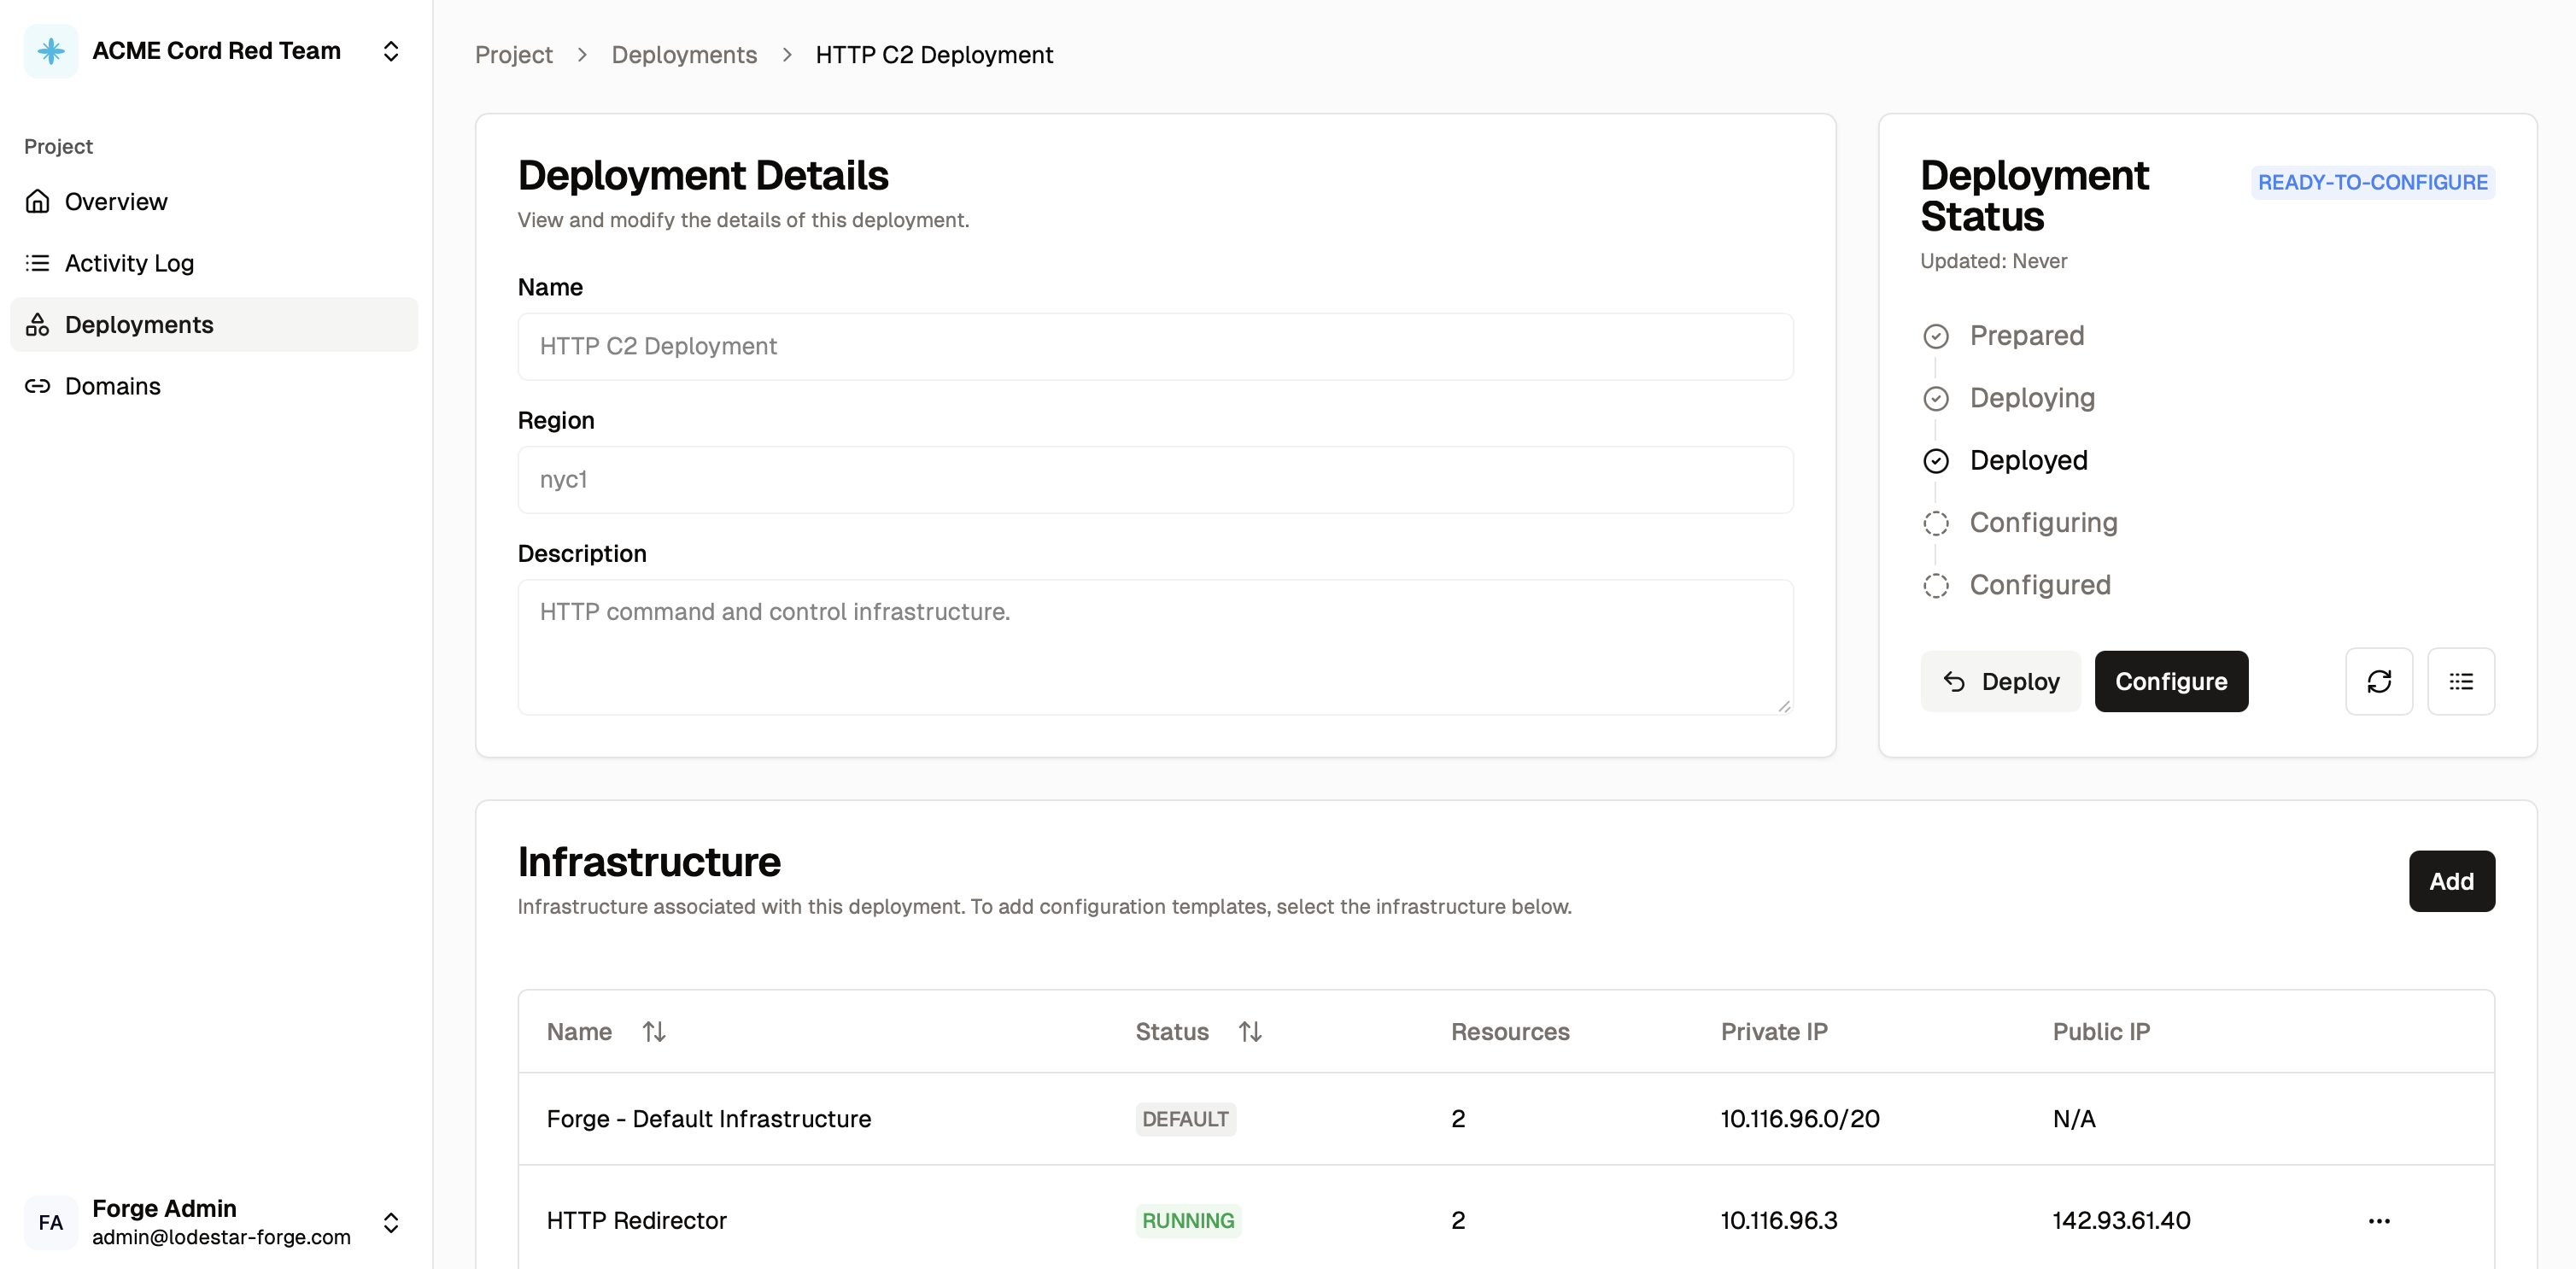 ACME Cord Red Team
Project
Overview
Activity Log
Deployments
Domains
FA
Forge Admin
admin@lodestar-forge.com
Project > Deployments > HTTP C2 Deployment
Deployment Details
View and modify the details of this deployment.
Name
HTTP C2 Deployment
Region
nyc1
Description
HTTP command and control infrastructure.
Deployment
Status
READY-TO-CONFIGURE
Updated: Never
Prepared
Deploying
Deployed
Configuring
Configured
Deploy Configure
Infrastructure
Infrastructure associated with this deployment. To add configuration templates, select the infrastructure below.
Add
Name Status Resources Private IP Public IP
Forge - Default Infrastructure DEFAULT 2 10.116.96.0/20 N/A
HTTP Redirector RUNNING 2 10.116.96.3 142.93.61.40